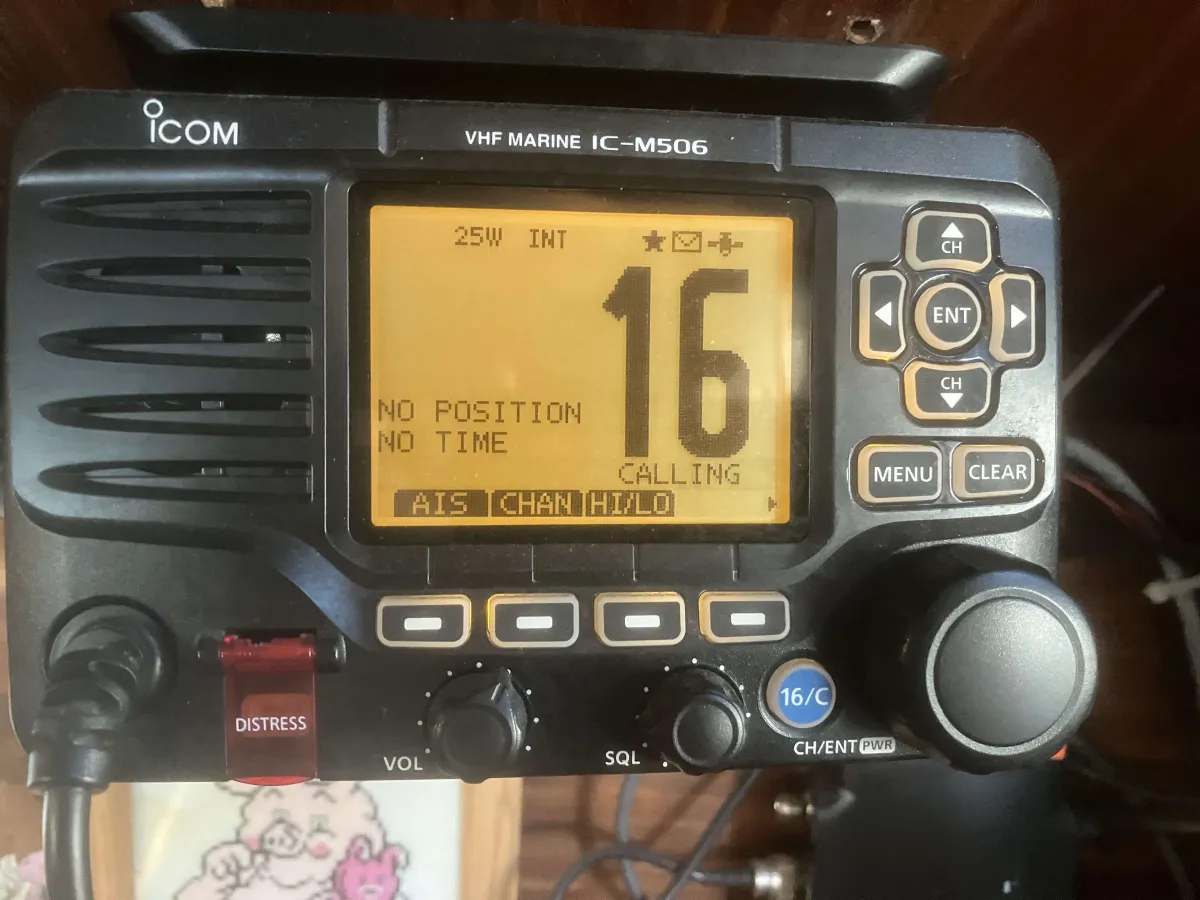 ICOM
VHF MARINE IC-M506
25W INT
16
NO POSITION
NO TIME
CALLING
AIS CHAN HI/LO
CH
ENT
CH
MENU CLEAR
DISTRESS
VOL
SQL
16/C
CH/ENT PWR